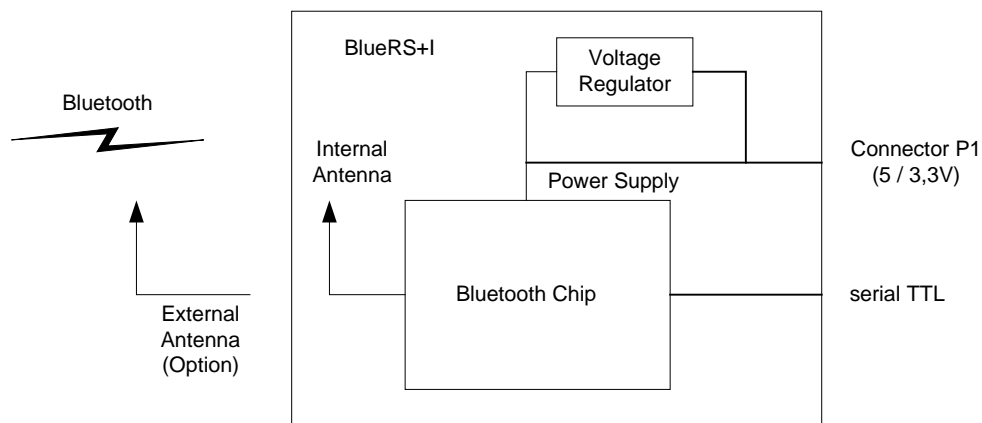 BlueRS+I
Voltage
Regulator
Bluetooth
Internal
Antenna
Connector P1
(5 / 3,3V)
Power Supply
Bluetooth Chip
serial TTL
External
Antenna
(Option)